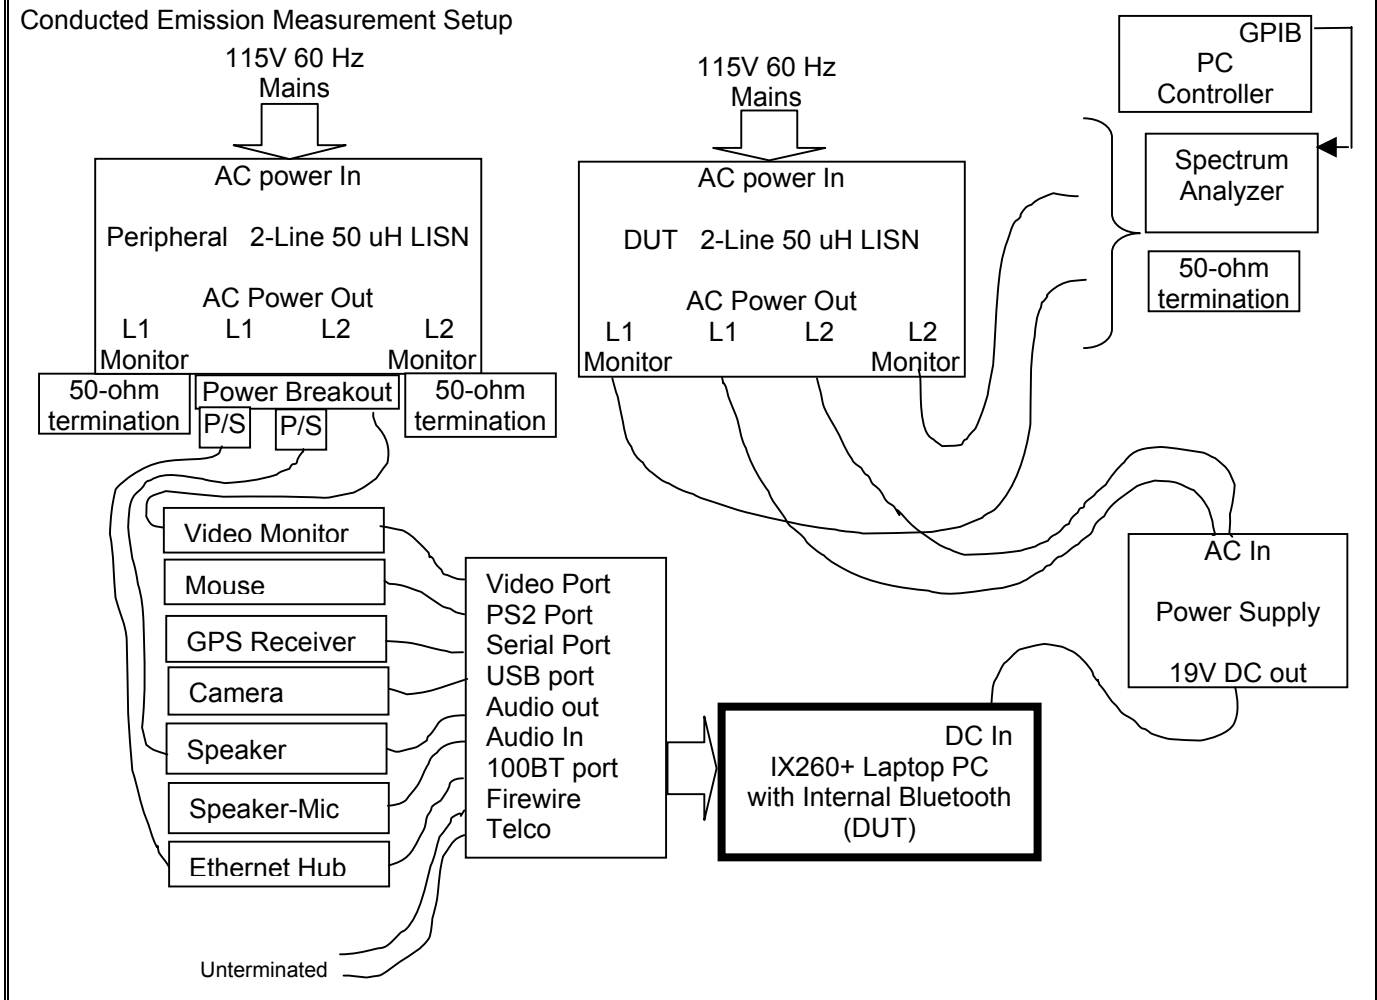 Conducted Emission Measurement Setup
115V 60 Hz
Mains
AC power In
Peripheral 2-Line 50 uH LISN
AC Power Out
L1 L1 L2 L2
Monitor Monitor
50-ohm
termination
Power Breakout
50-ohm
termination
P/S
P/S
115V 60 Hz
Mains
AC power In
DUT 2-Line 50 uH LISN
AC Power Out
L1 L1 L2 L2
Monitor Monitor
GPIB
PC
Controller
Spectrum
Analyzer
50-ohm
termination
Video Monitor
Mouse
GPS Receiver
Camera
Speaker
Speaker-Mic
Ethernet Hub
Unterminated
Video Port
PS2 Port
Serial Port
USB port
Audio out
Audio In
100BT port
Firewire
Telco
DC In
IX260+ Laptop PC
with Internal Bluetooth
(DUT)
AC In
Power Supply
19V DC out